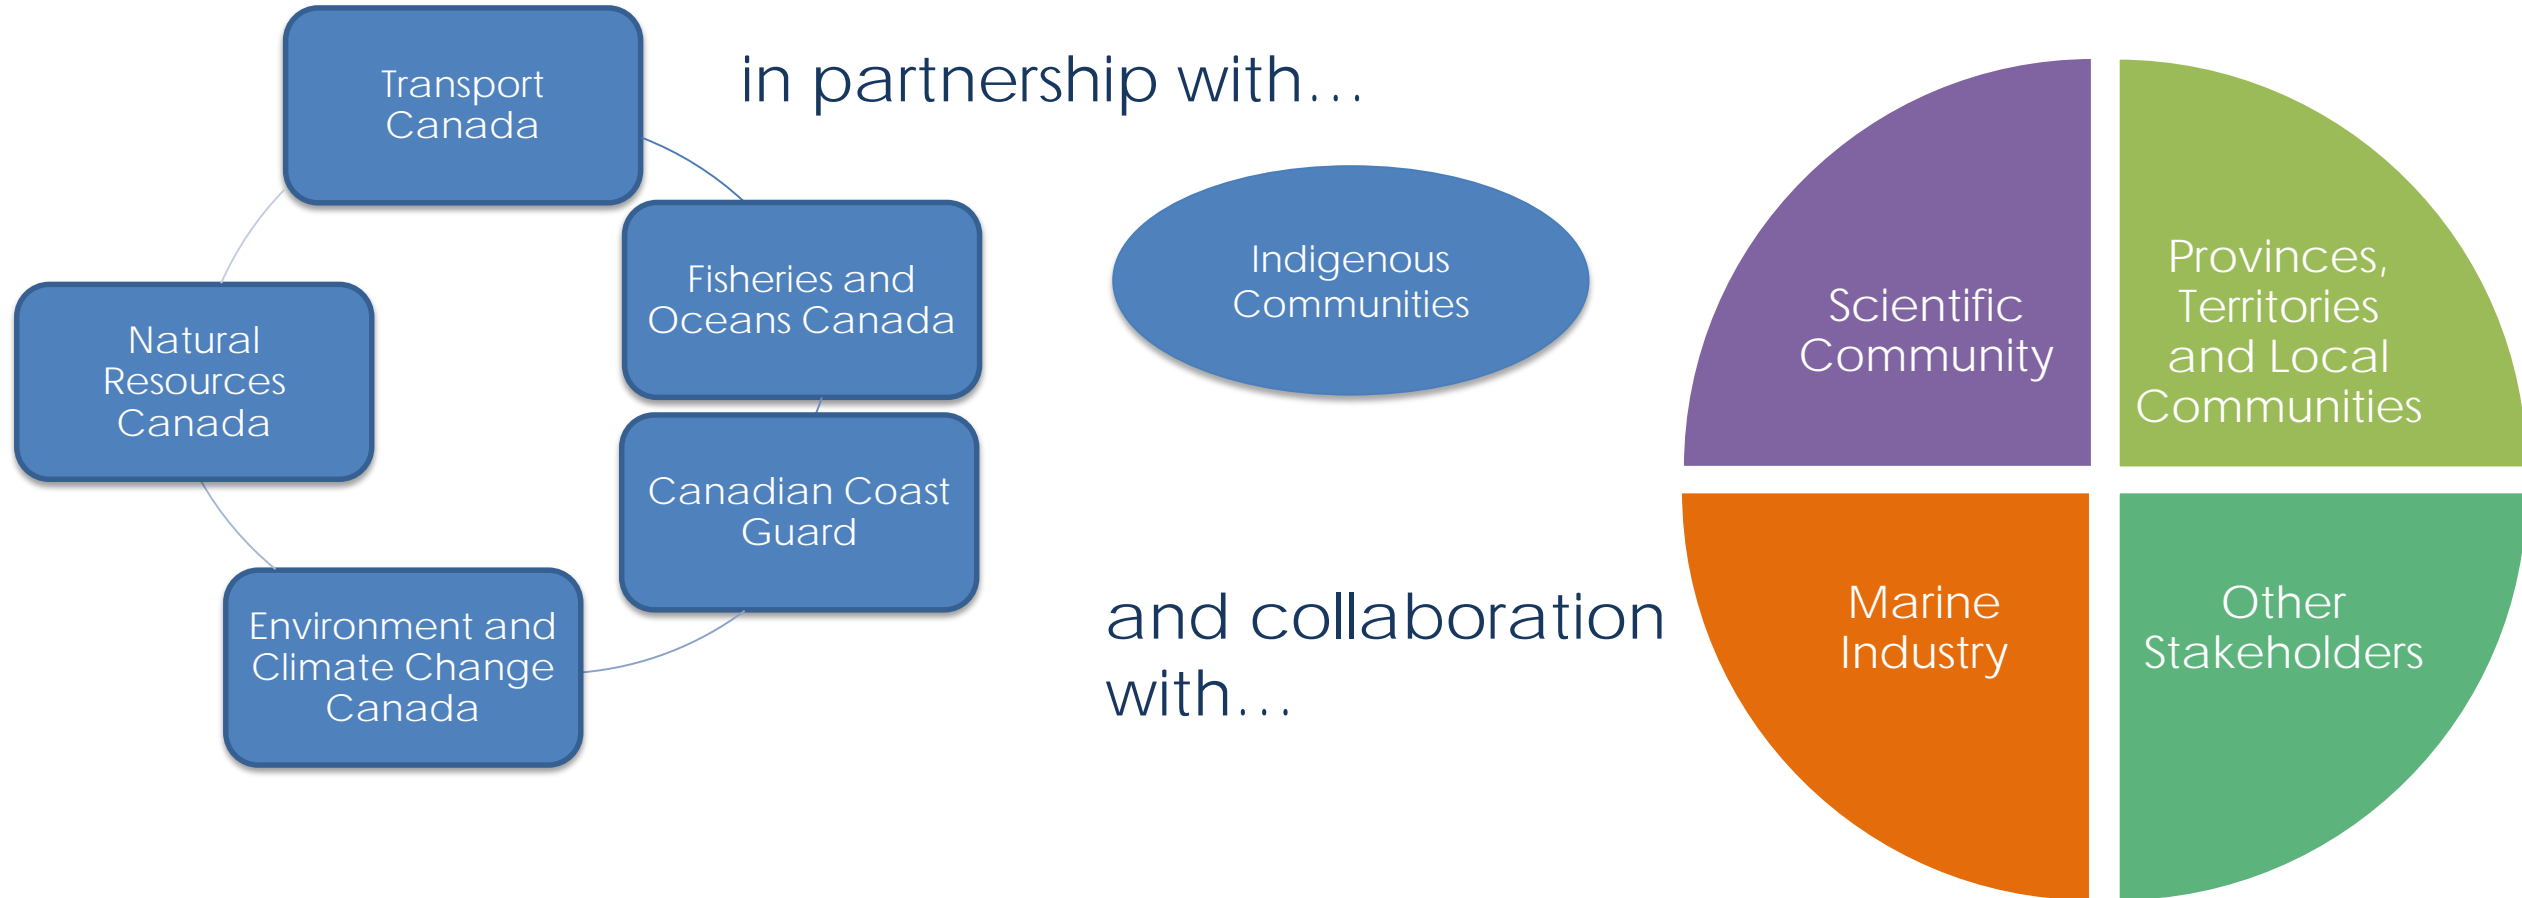 Transport
Canada
Fisheries and
Oceans Canada
Canadian Coast
Guard
Environment and
Climate Change
Canada
Natural
Resources
Canada
in partnership with…
Indigenous
Communities
and collaboration
with…
Scientific
Community
Provinces,
Territories
and Local
Communities
Marine
Industry
Other
Stakeholders